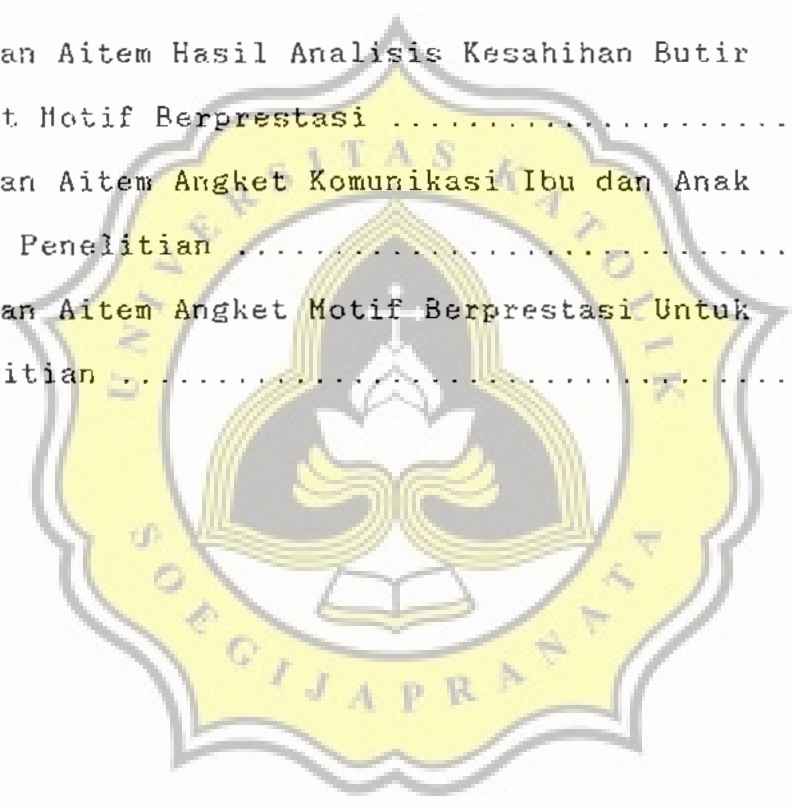 an Aitem Hasil Analisis Kesahihan Butir
t Motif Berprestasi ......................
an Aitem Angket Komunikasi Ibu dan Anak
Penelitian ..............................
an Aitem Angket Motif Berprestasi Untuk
itian ....................................
UNIVERSITAS KATOLIK
SOEGIJAPRANATA